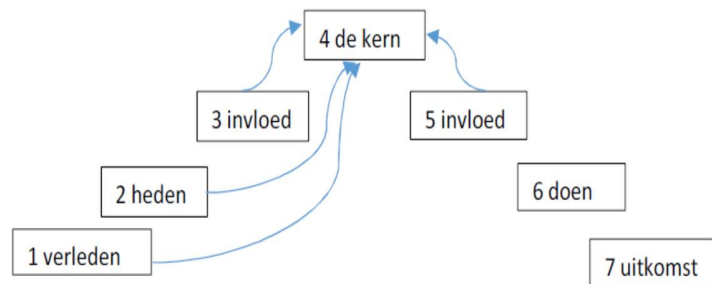 4 de kern
3 invloed
5 invloed
2 heden
6 doen
1 verleden
7 uitkomst